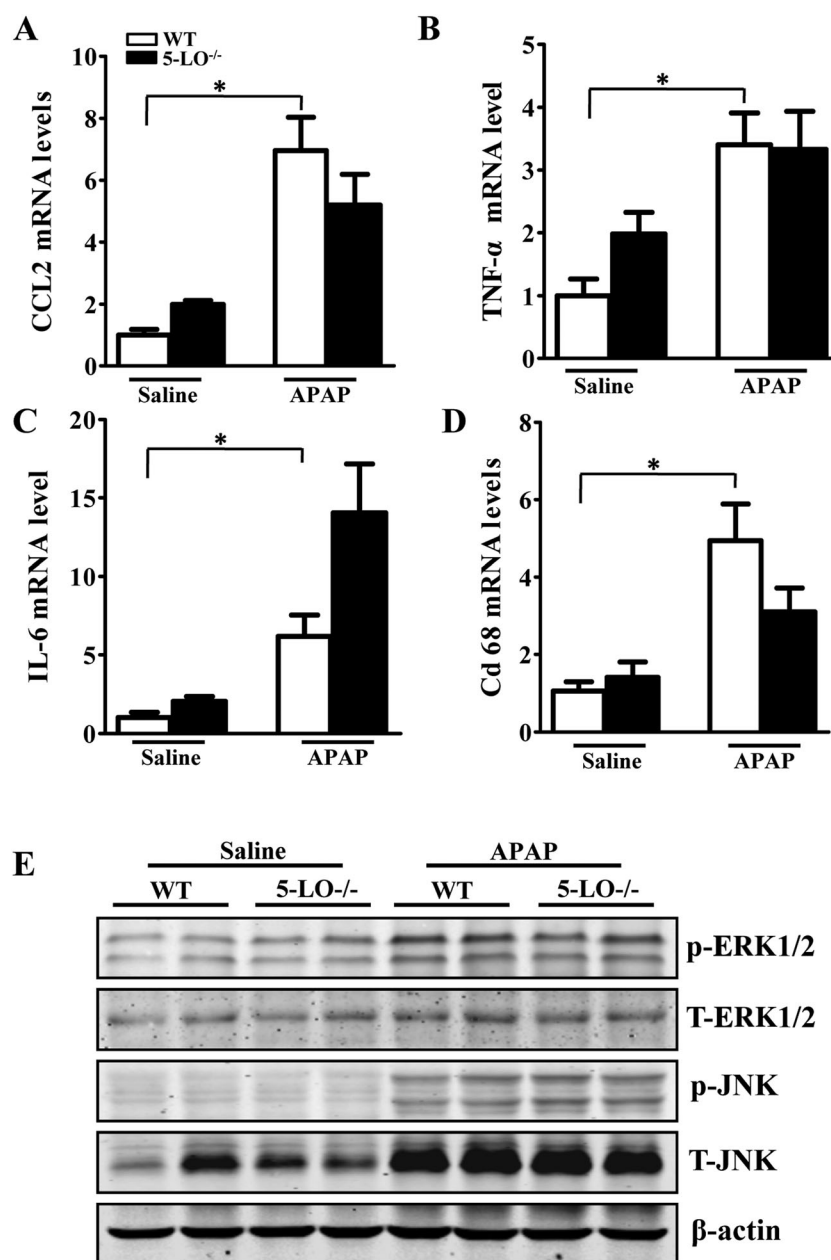 A
WT
5-LO-/-
CCL2 mRNA levels
10
8
6
4
2
0
*
Saline
APAP
B
TNF-α mRNA level
5
4
3
2
1
0
*
Saline
APAP
C
IL-6 mRNA level
20
15
10
5
0
*
Saline
APAP
D
Cd 68 mRNA levels
8
6
4
2
0
*
Saline
APAP
E
Saline
APAP
WT
5-LO-/-
WT
5-LO-/-
p-ERK1/2
T-ERK1/2
p-JNK
T-JNK
β-actin